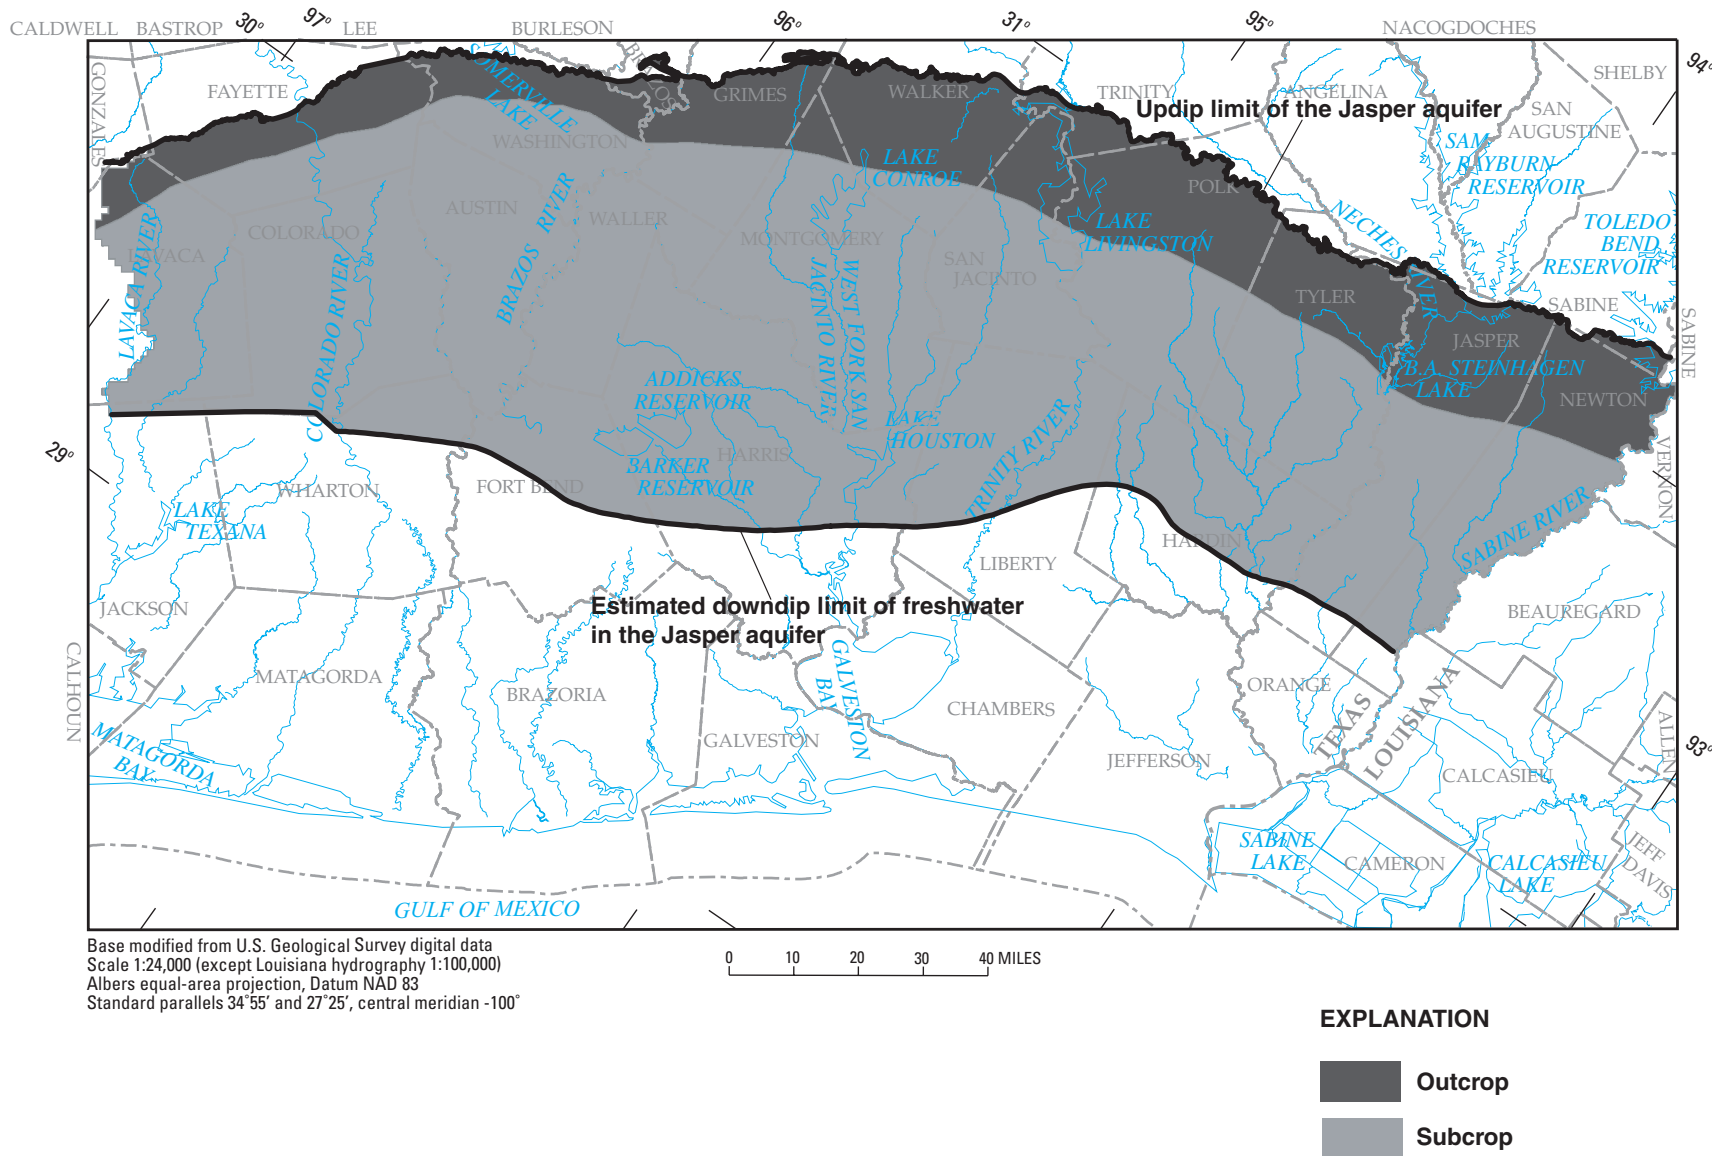 CALDWELL
BASTROP
30°
97°
LEE
BURLESON
96°
31°
95°
NACOGDOCHES
94°
GONZALES
FAYETTE
SOMERVILLE
LAKE
BRAZOS
GRIMES
WALKER
TRINITY
ANGELINA
SHELBY
SAN
AUGUSTINE
Updip limit of the Jasper aquifer
WASHINGTON
LAKE
CONROE
SAM
RAYBURN
RESERVOIR
POLK
AUSTIN
BRAZOS RIVER
WALLER
COLORADO
MONTGOMERY
LAKE
LIVINGSTON
NECHES RIVER
TOLEDO
BEND
RESERVOIR
LAVACA
LAVACA RIVER
COLORADO RIVER
SAN
JACINTO
WEST FORK SAN
JACINTO RIVER
TYLER
SABINE
SABINE
JASPER
B.A. STEINHAGEN
LAKE
NEWTON
ADDICKS
RESERVOIR
LAKE
HOUSTON
TRINITY RIVER
HARRIS
BARKER
RESERVOIR
29°
VERNON
WHARTON
FORT BEND
LAKE
TEXANA
HARDIN
SABINE RIVER
LIBERTY
JACKSON
Estimated downdip limit of freshwater
in the Jasper aquifer
BEAUREGARD
CALHOUN
MATAGORDA
BRAZORIA
GALVESTON
BAY
CHAMBERS
ORANGE
TEXAS
LOUISIANA
ALLEN
93°
MATAGORDA
BAY
GALVESTON
JEFFERSON
CALCASIEU
SABINE
LAKE
CAMERON
CALCASIEU
LAKE
JEFF
DAVIS
GULF OF MEXICO
Base modified from U.S. Geological Survey digital data
Scale 1:24,000 (except Louisiana hydrography 1:100,000)
Albers equal-area projection, Datum NAD 83
Standard parallels 34°55′ and 27°25′, central meridian -100°
0 10 20 30 40 MILES
EXPLANATION
Outcrop
Subcrop